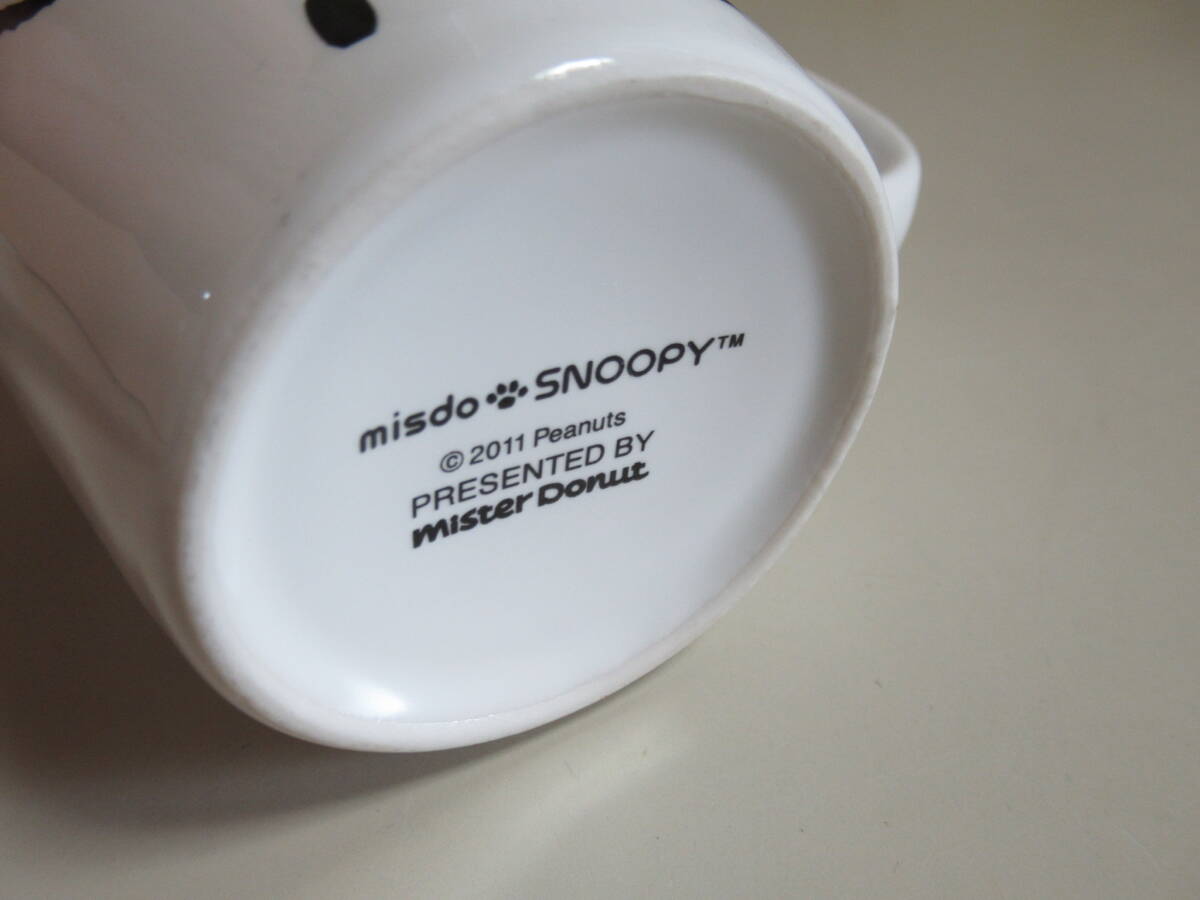 misdo SNOOPY™
© 2011 Peanuts
PRESENTED BY
Mister Donut